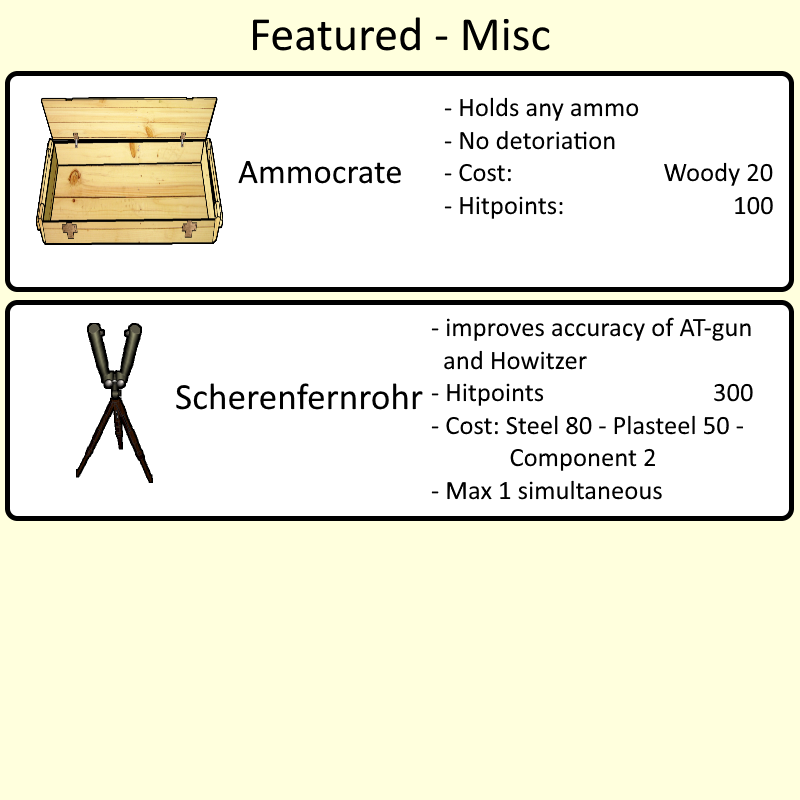 Featured - Misc
Ammocrate
- Holds any ammo
- No detoriation
- Cost: Woody 20
- Hitpoints: 100
Scherenfernrohr
- improves accuracy of AT-gun
and Howitzer
- Hitpoints 300
- Cost: Steel 80 - Plasteel 50 -
Component 2
- Max 1 simultaneous